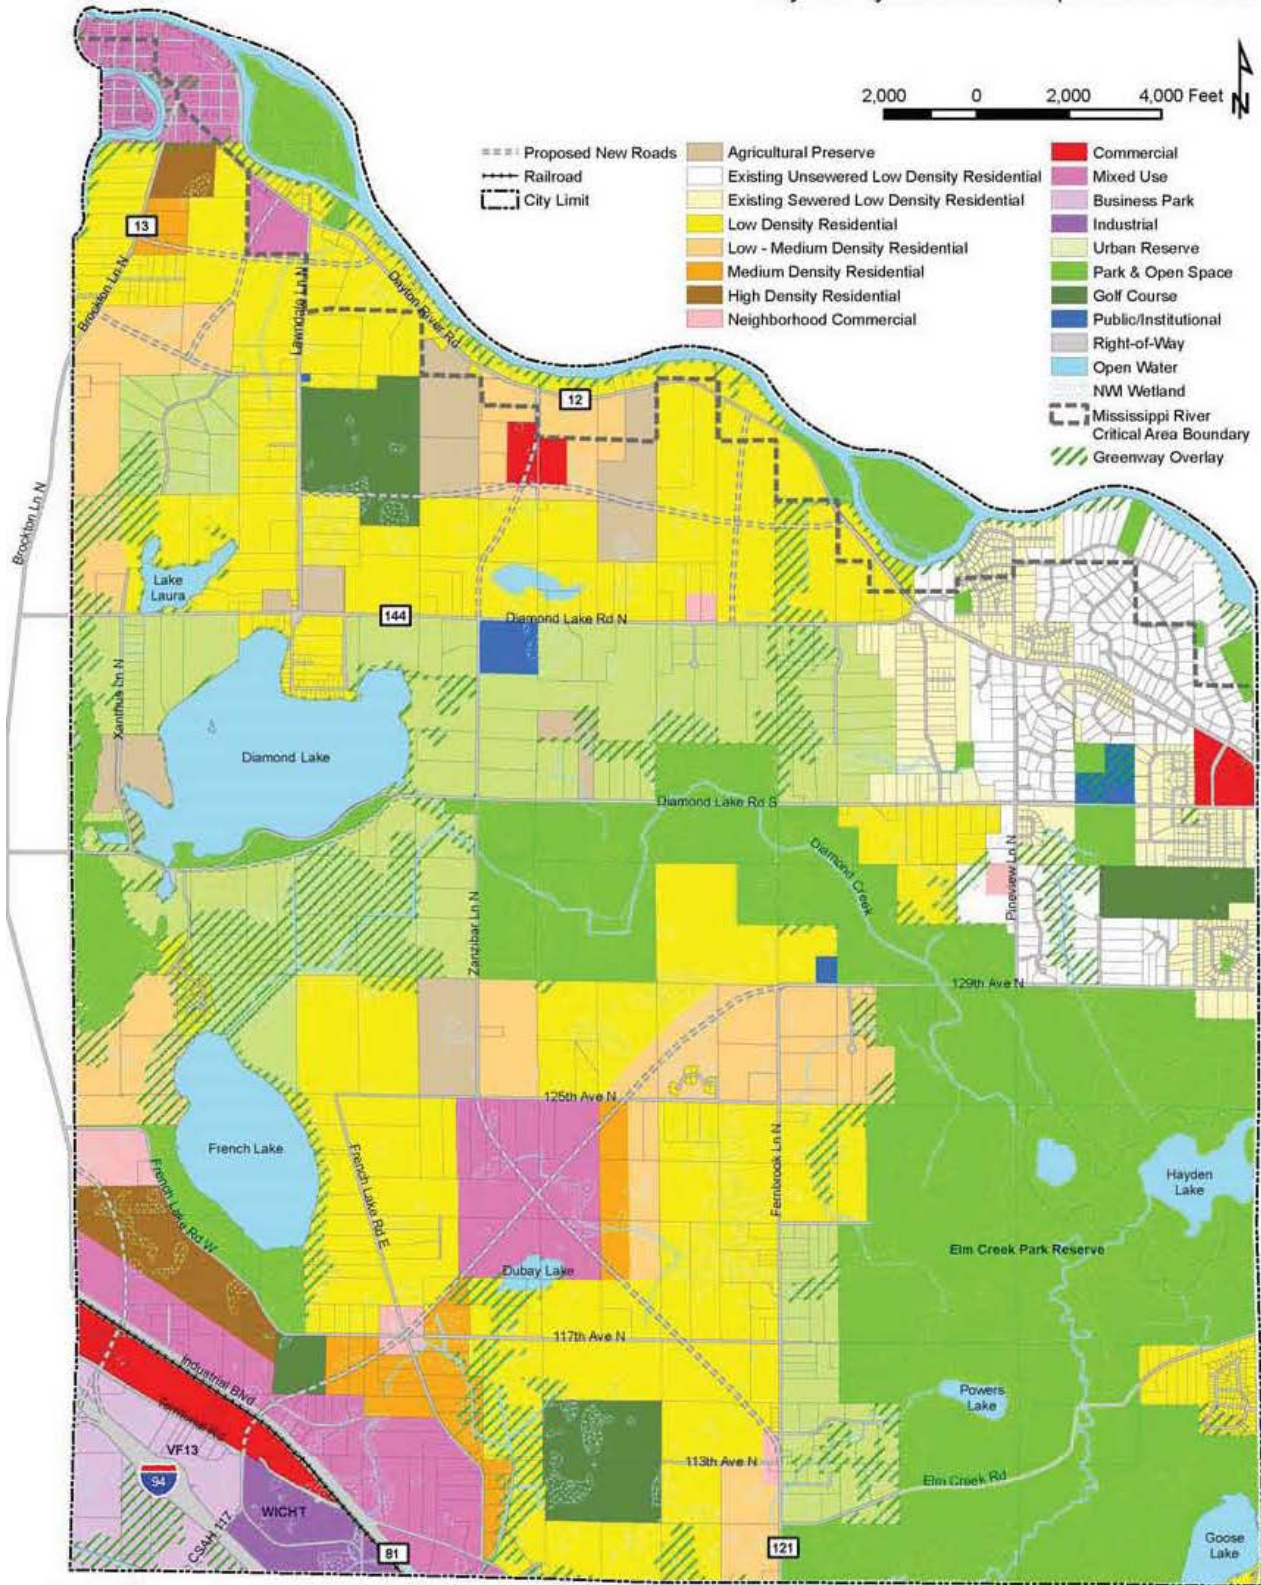 2,000 0 2,000 4,000 Feet
N
Proposed New Roads
Railroad
City Limit
Agricultural Preserve
Existing Unsewered Low Density Residential
Existing Sewered Low Density Residential
Low Density Residential
Low - Medium Density Residential
Medium Density Residential
High Density Residential
Neighborhood Commercial
Commercial
Mixed Use
Business Park
Industrial
Urban Reserve
Park & Open Space
Golf Course
Public/Institutional
Right-of-Way
Open Water
NWI Wetland
Mississippi River
Critical Area Boundary
Greenway Overlay
13
Brockton Ln N
Lawndale Ln N
Dayton River Rd
12
Brockton Ln N
Lake
Laura
144
Diamond Lake Rd N
Xanthus Ln N
Diamond Lake
Diamond Lake Rd S
Diamond Creek
Pineview Ln N
Zanzibar Ln N
129th Ave N
125th Ave N
French Lake
French Lake Rd W
French Lake Rd E
Fernbrook Ln N
Hayden
Lake
Elm Creek Park Reserve
Dubay Lake
117th Ave N
Industrial Blvd
Powers
Lake
VF13
94
113th Ave N
Elm Creek Rd
WICHT
CSAH 117
81
121
Goose
Lake